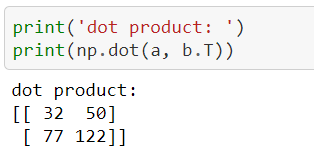 print('dot product: ')
print(np.dot(a, b.T))
dot product:
[[ 32  50]
 [ 77 122]]